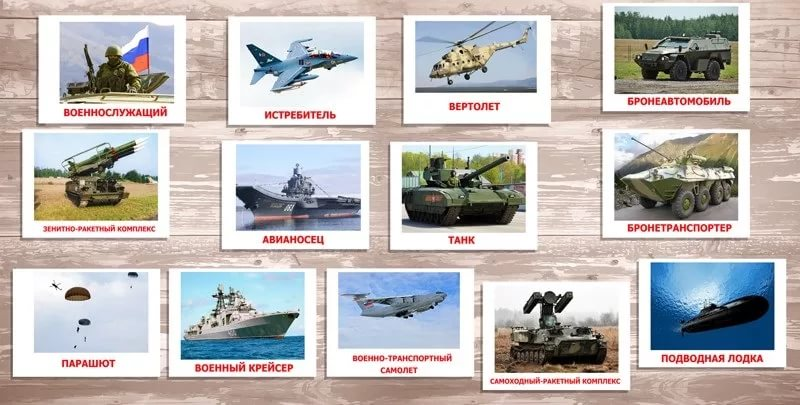 ВОЕННОСЛУЖАЩИЙ
ИСТРЕБИТЕЛЬ
ВЕРТОЛЕТ
БРОНЕАВТОМОБИЛЬ
ЗЕНИТНО-РАКЕТНЫЙ КОМПЛЕКС
АВИАНОСЕЦ
ТАНК
БРОНЕТРАНСПОРТЕР
ПАРАШЮТ
ВОЕННЫЙ КРЕЙСЕР
ВОЕННО-ТРАНСПОРТНЫЙ
САМОЛЕТ
САМОХОДНЫЙ-РАКЕТНЫЙ КОМПЛЕКС
ПОДВОДНАЯ ЛОДКА